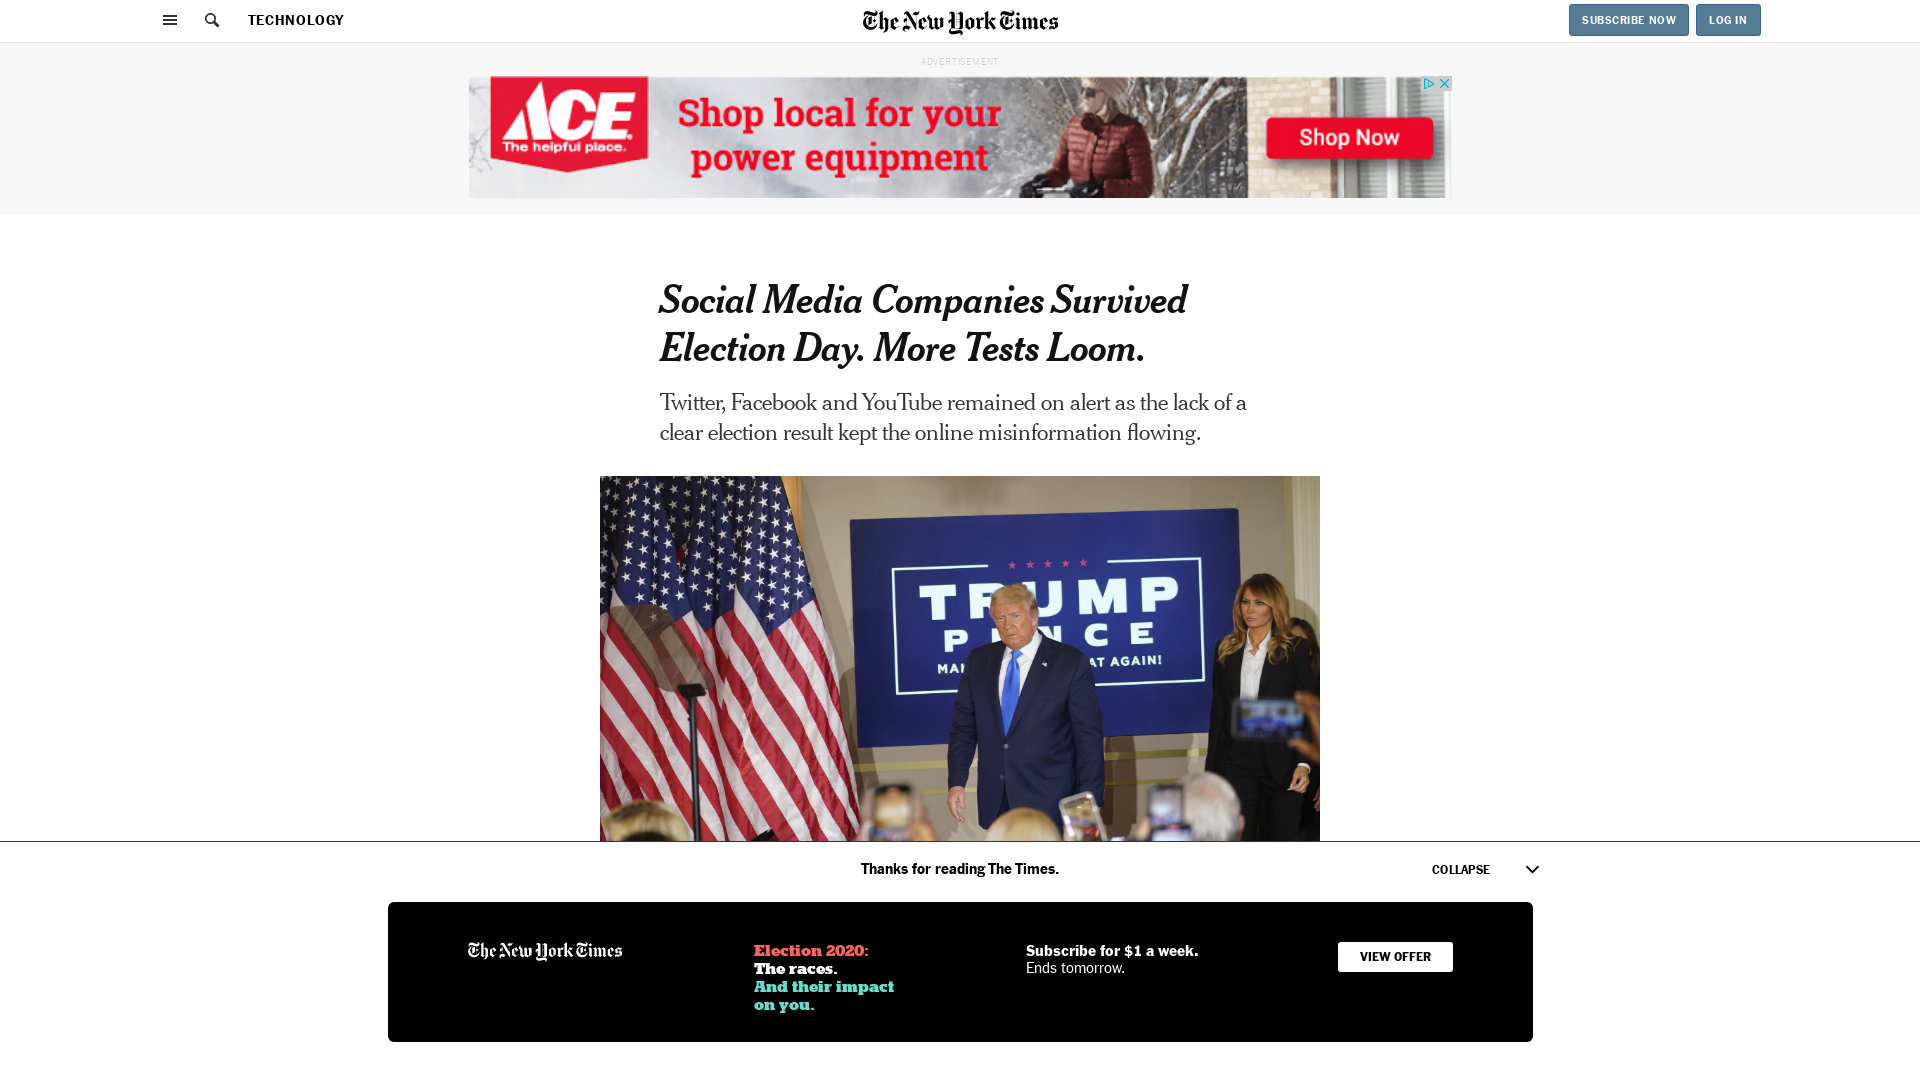 TECHNOLOGY
The New York Times
SUBSCRIBE NOW
LOG IN
ADVERTISEMENT
ACE
The helpful place.
Shop local for your
power equipment
Shop Now
Social Media Companies Survived
Election Day. More Tests Loom.
Twitter, Facebook and YouTube remained on alert as the lack of a
clear election result kept the online misinformation flowing.
TRUMP
P NCE
MA AT AGAIN!
Thanks for reading The Times.
COLLAPSE
The New York Times
Election 2020:
The races.
And their impact
on you.
Subscribe for $1 a week.
Ends tomorrow.
VIEW OFFER